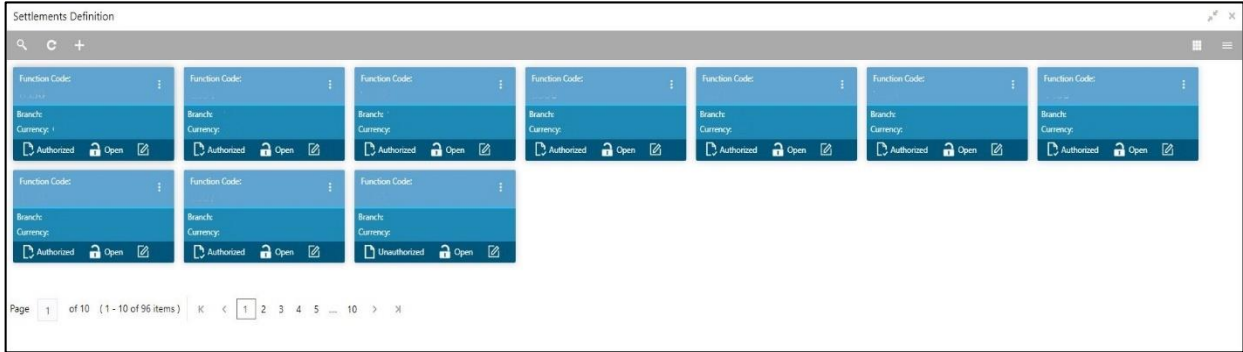 Settlements Definition
Function Code: Function Code: Function Code: Function Code: Function Code: Function Code: Function Code:
Branch: Branch: Branch: Branch: Branch: Branch: Branch:
Currency: Currency: Currency: Currency: Currency: Currency: Currency:
Authorized Open Authorized Open Authorized Open Authorized Open Authorized Open Authorized Open Authorized Open
Function Code: Function Code: Function Code:
Branch: Branch: Branch:
Currency: Currency: Currency:
Authorized Open Authorized Open Unauthorized Open
Page 1 of 10 (1 - 10 of 96 items) 1 2 3 4 5 ... 10